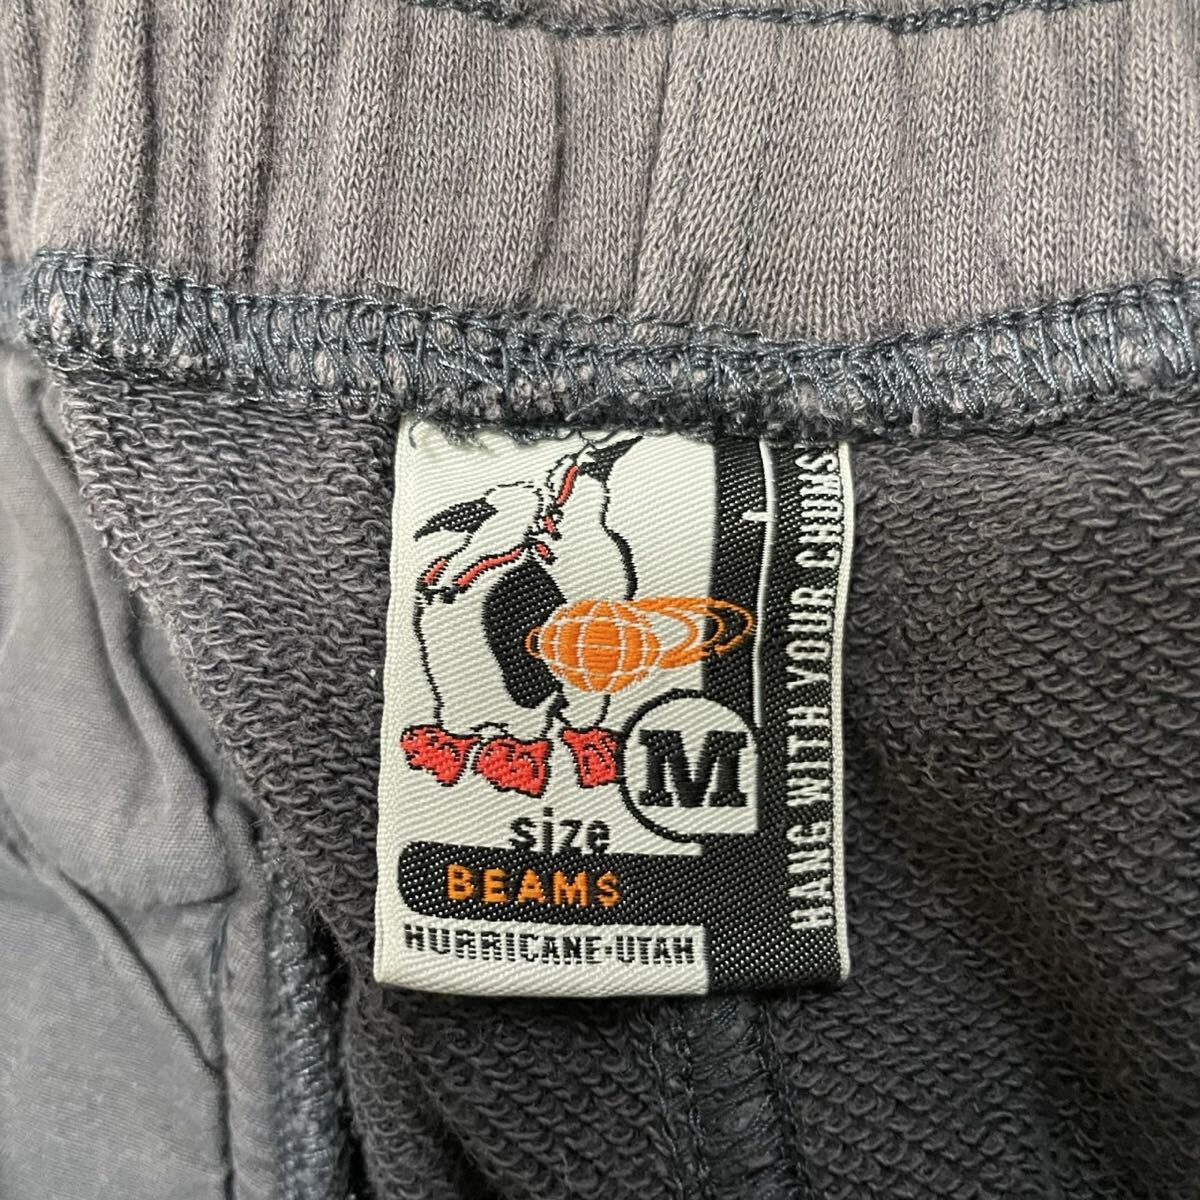 HANG WITH YOUR CHUMS
M
size
BEAMS
HURRICANE·UTAH